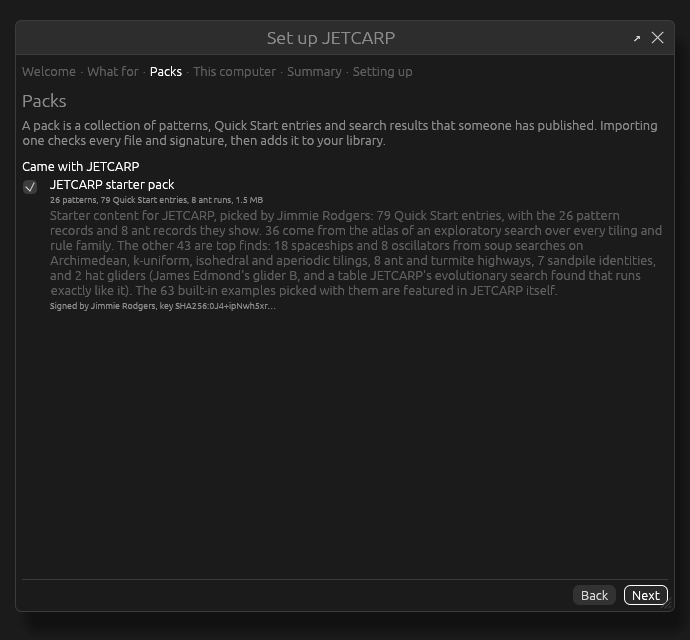 Set up JETCARP
Welcome · What for · Packs · This computer · Summary · Setting up
Packs
A pack is a collection of patterns, Quick Start entries and search results that someone has published. Importing
one checks every file and signature, then adds it to your library.
Came with JETCARP
JETCARP starter pack
26 patterns, 79 Quick Start entries, 8 ant runs, 1.5 MB
Starter content for JETCARP, picked by Jimmie Rodgers: 79 Quick Start entries, with the 26 pattern
records and 8 ant records they show. 36 come from the atlas of an exploratory search over every tiling and
rule family. The other 43 are top finds: 18 spaceships and 8 oscillators from soup searches on
Archimedean, k-uniform, isohedral and aperiodic tilings, 8 ant and turmite highways, 7 sandpile identities,
and 2 hat gliders (James Edmond's glider B, and a table JETCARP's evolutionary search found that runs
exactly like it). The 63 built-in examples picked with them are featured in JETCARP itself.
Signed by Jimmie Rodgers, key SHA256:0J4+ipNwh5xr…
Back Next